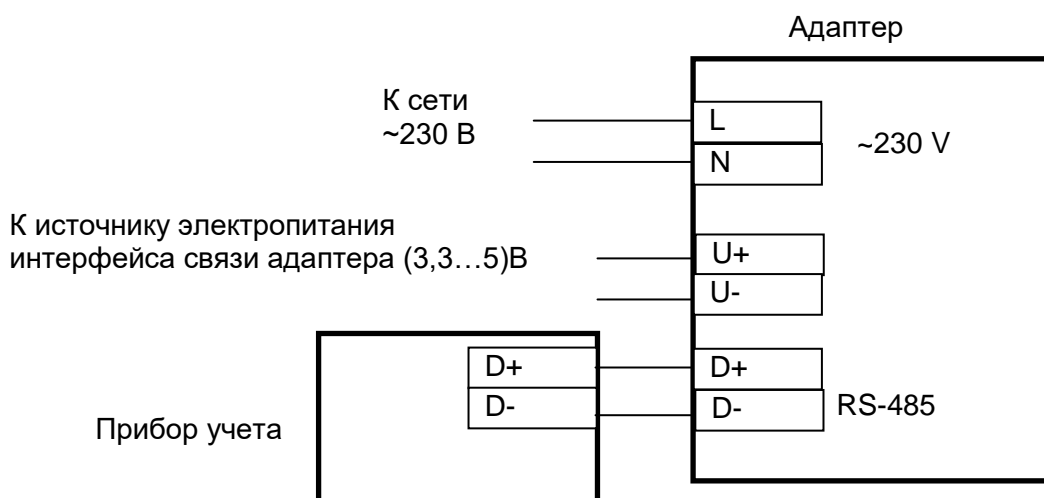 Адаптер
К сети
~230 В
L
N
~230 V
К источнику электропитания
интерфейса связи адаптера (3,3…5)В
U+
U-
D+
D+
D-
D-
RS-485
Прибор учета